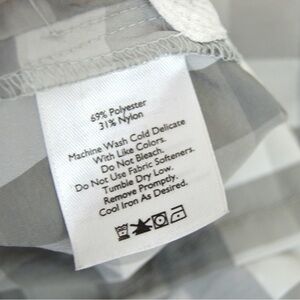 69% Polyester
31% Nylon
Machine Wash Cold Delicate
With Like Colors.
Do Not Bleach.
Do Not Use Fabric Softeners.
Tumble Dry Low.
Remove Promptly.
Cool Iron As Desired.